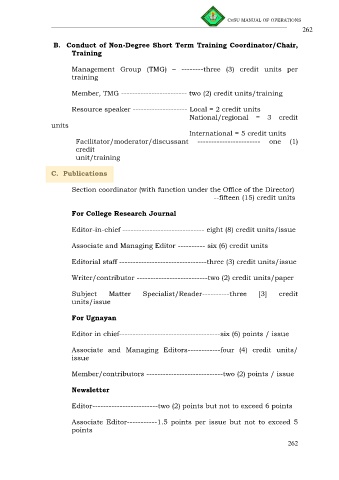 CNSU MANUAL OF OPERATIONS
262
B. Conduct of Non-Degree Short Term Training Coordinator/Chair,
Training
Management Group (TMG) – --------three (3) credit units per
training
Member, TMG ------------------------ two (2) credit units/training
Resource speaker -------------------- Local = 2 credit units
National/regional = 3 credit
units
International = 5 credit units
Facilitator/moderator/discussant ----------------------- one (1)
credit
unit/training
C. Publications
Section coordinator (with function under the Office of the Director)
--fifteen (15) credit units
For College Research Journal
Editor-in-chief ------------------------------ eight (8) credit units/issue
Associate and Managing Editor ---------- six (6) credit units
Editorial staff --------------------------------three (3) credit units/issue
Writer/contributor --------------------------two (2) credit units/paper
Subject Matter Specialist/Reader----------three [3] credit
units/issue
For Ugnayan
Editor in chief-------------------------------------six (6) points / issue
Associate and Managing Editors------------four (4) credit units/
issue
Member/contributors ----------------------------two (2) points / issue
Newsletter
Editor------------------------two (2) points but not to exceed 6 points
Associate Editor-----------1.5 points per issue but not to exceed 5
points
262